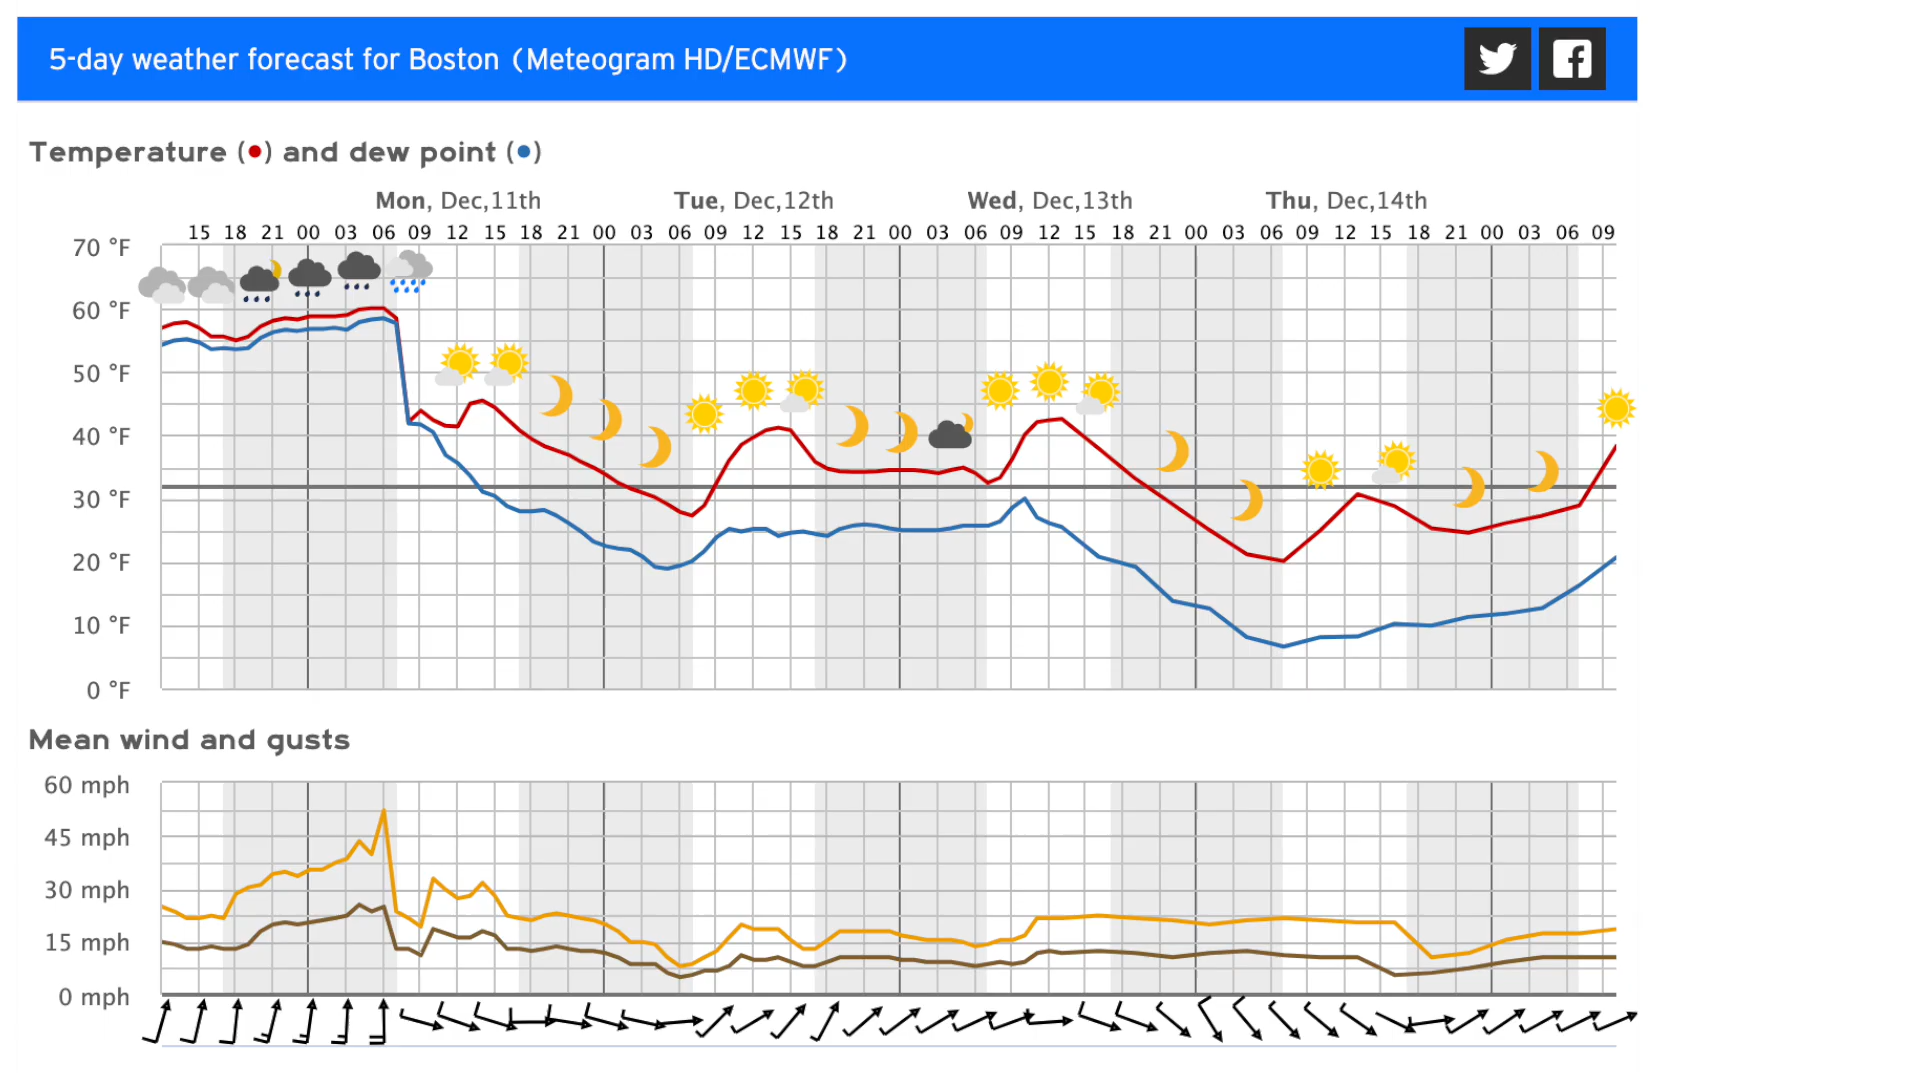 5-day weather forecast for Boston (Meteogram HD/ECMWF)
Temperature (●) and dew point (●)
Mon, Dec,11th Tue, Dec,12th Wed, Dec,13th Thu, Dec,14th
15 18 21 00 03 06 09 12 15 18 21 00 03 06 09 12 15 18 21 00 03 06 09 12 15 18 21 00 03 06 09 12 15 18 21 00 03 06 09
70 °F
60 °F
50 °F
40 °F
30 °F
20 °F
10 °F
0 °F
Mean wind and gusts
60 mph
45 mph
30 mph
15 mph
0 mph